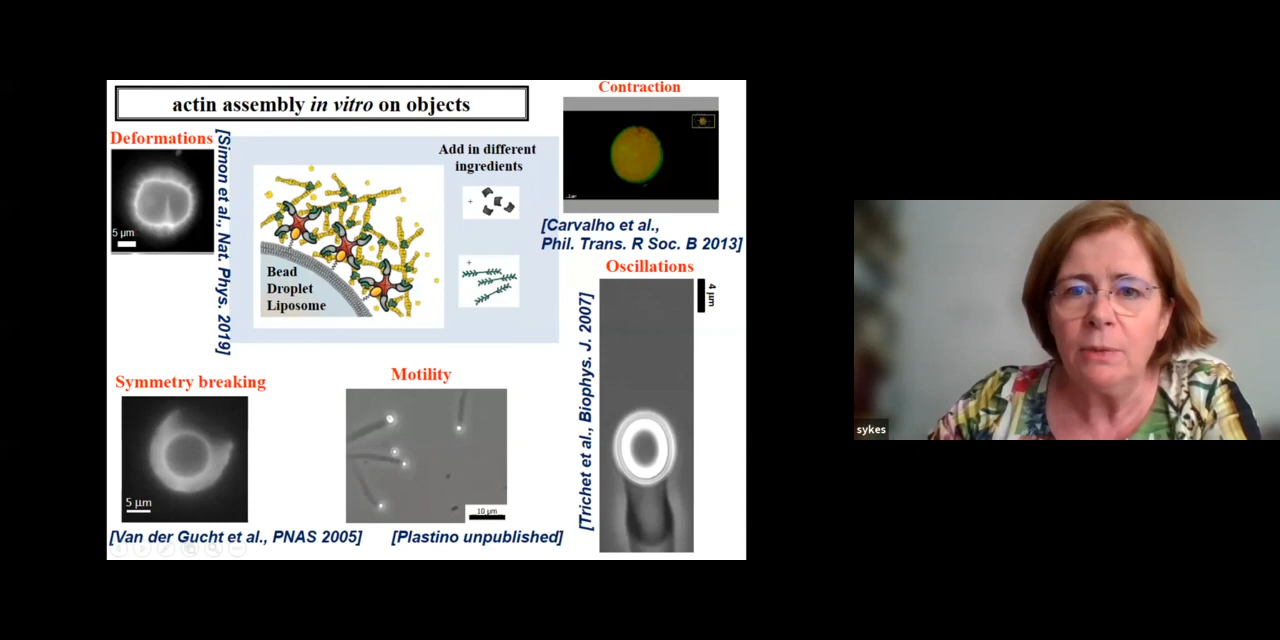 actin assembly in vitro on objects
Deformations
5 µm
[Simon et al., Nat. Phys. 2019]
Add in different
ingredients
+
+
Bead
Droplet
Liposome
Contraction
[Carvalho et al.,
Phil. Trans. R Soc. B 2013]
Oscillations
4 µm
[Trichet et al., Biophys. J. 2007]
Symmetry breaking
5 µm
[Van der Gucht et al., PNAS 2005]
Motility
10 µm
[Plastino unpublished]
sykes